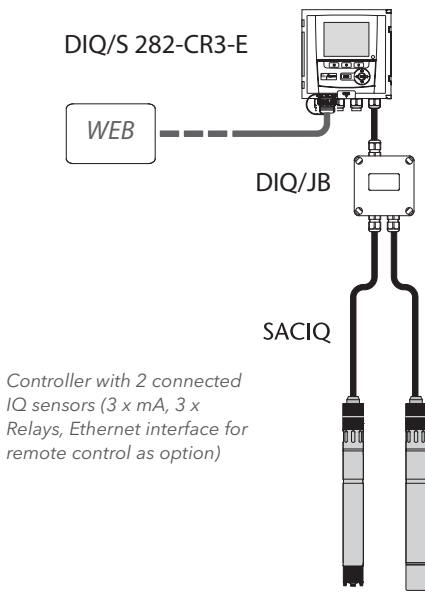 DIQ/S 282-CR3-E
WEB
DIQ/JB
SACIQ
Controller with 2 connected
IQ sensors (3 x mA, 3 x
Relays, Ethernet interface for
remote control as option)